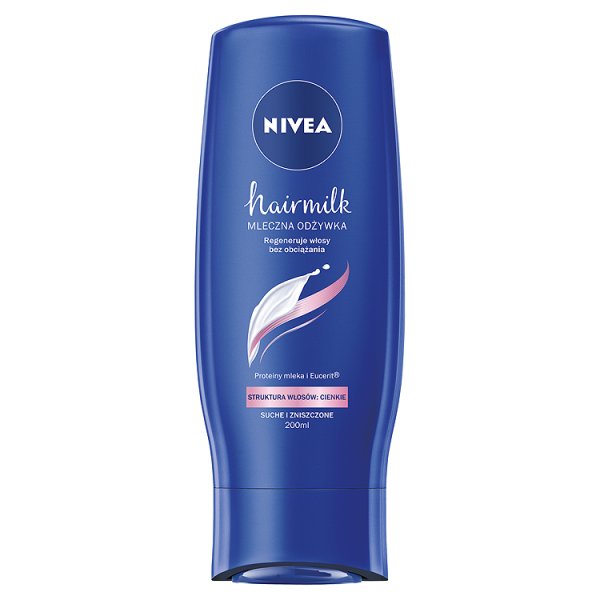 NIVEA
hairmilk
MLECZNA ODŻYWKA
Regeneruje włosy
bez obciążania
Proteiny mleka i Eucerit®
STRUKTURA WŁOSÓW: CIENKIE
SUCHE I ZNISZCZONE
200ml